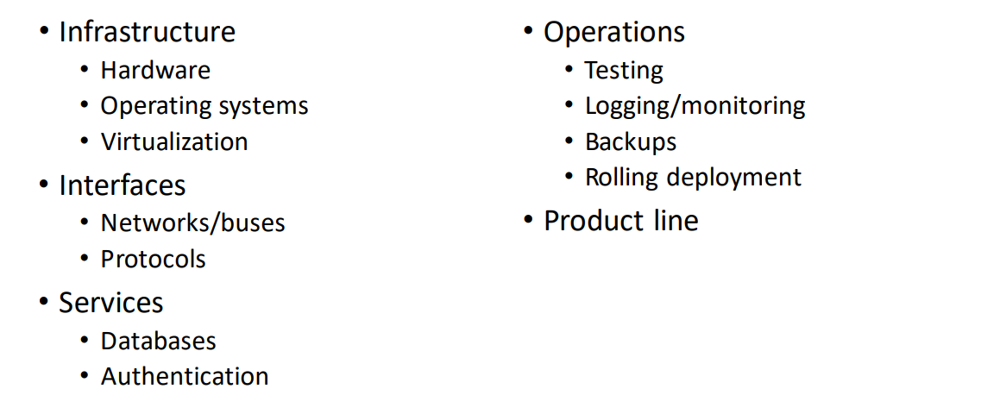 • Infrastructure
• Hardware
• Operating systems
• Virtualization
• Interfaces
• Networks/buses
• Protocols
• Services
• Databases
• Authentication
• Operations
• Testing
• Logging/monitoring
• Backups
• Rolling deployment
• Product line